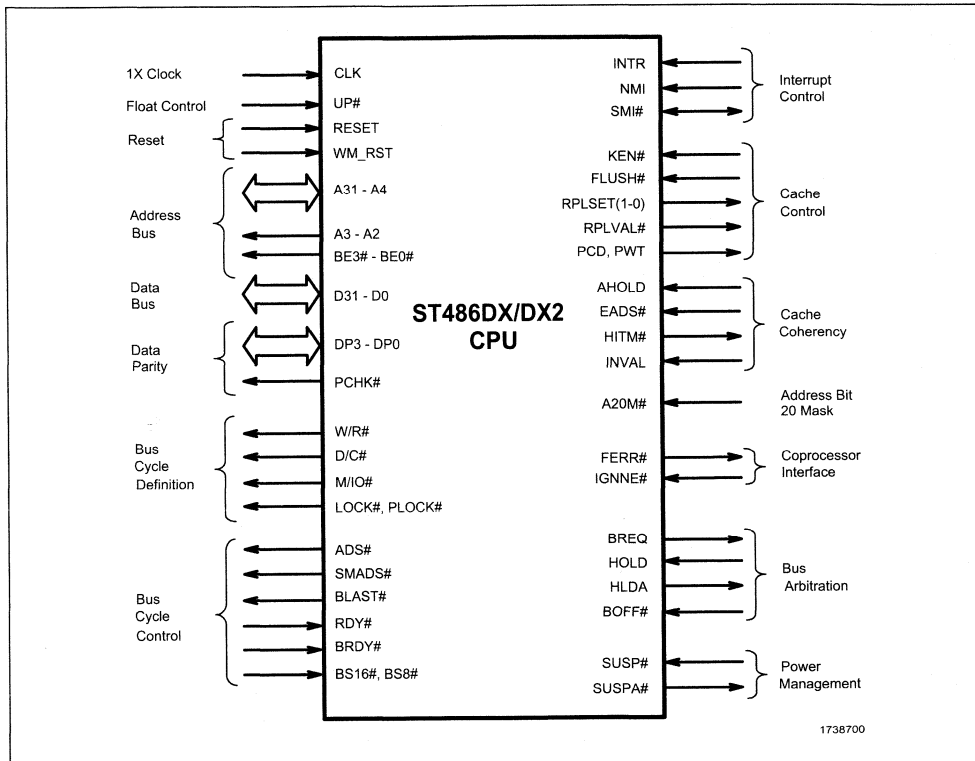 1X Clock
Float Control
Reset
Address
Bus
Data
Bus
Data
Parity
Bus
Cycle
Definition
Bus
Cycle
Control
CLK
UP#
RESET
WM_RST
A31 - A4
A3 - A2
BE3# - BE0#
D31 - D0
DP3 - DP0
PCHK#
W/R#
D/C#
M/IO#
LOCK#, PLOCK#
ADS#
SMADS#
BLAST#
RDY#
BRDY#
BS16#, BS8#
ST486DX/DX2
CPU
INTR
NMI
SMI#
KEN#
FLUSH#
RPLSET(1-0)
RPLVAL#
PCD, PWT
AHOLD
EADS#
HITM#
INVAL
A20M#
FERR#
IGNNE#
BREQ
HOLD
HLDA
BOFF#
SUSP#
SUSPA#
Interrupt
Control
Cache
Control
Cache
Coherency
Address Bit
20 Mask
Coprocessor
Interface
Bus
Arbitration
Power
Management
1738700